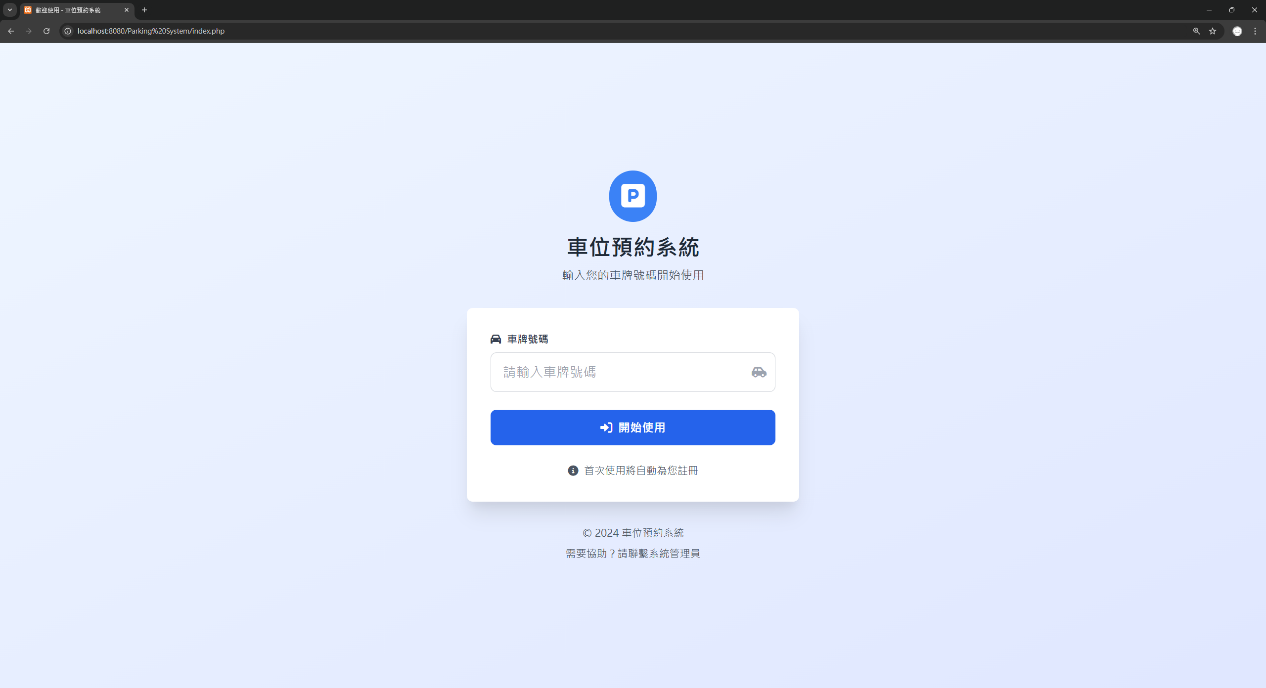 歡迎使用 - 車位預約系統
localhost:8080/Parking%20System/index.php
P
車位預約系統
輸入您的車牌號碼開始使用
車牌號碼
請輸入車牌號碼
開始使用
首次使用將自動為您註冊
© 2024 車位預約系統
需要協助？請聯繫系統管理員